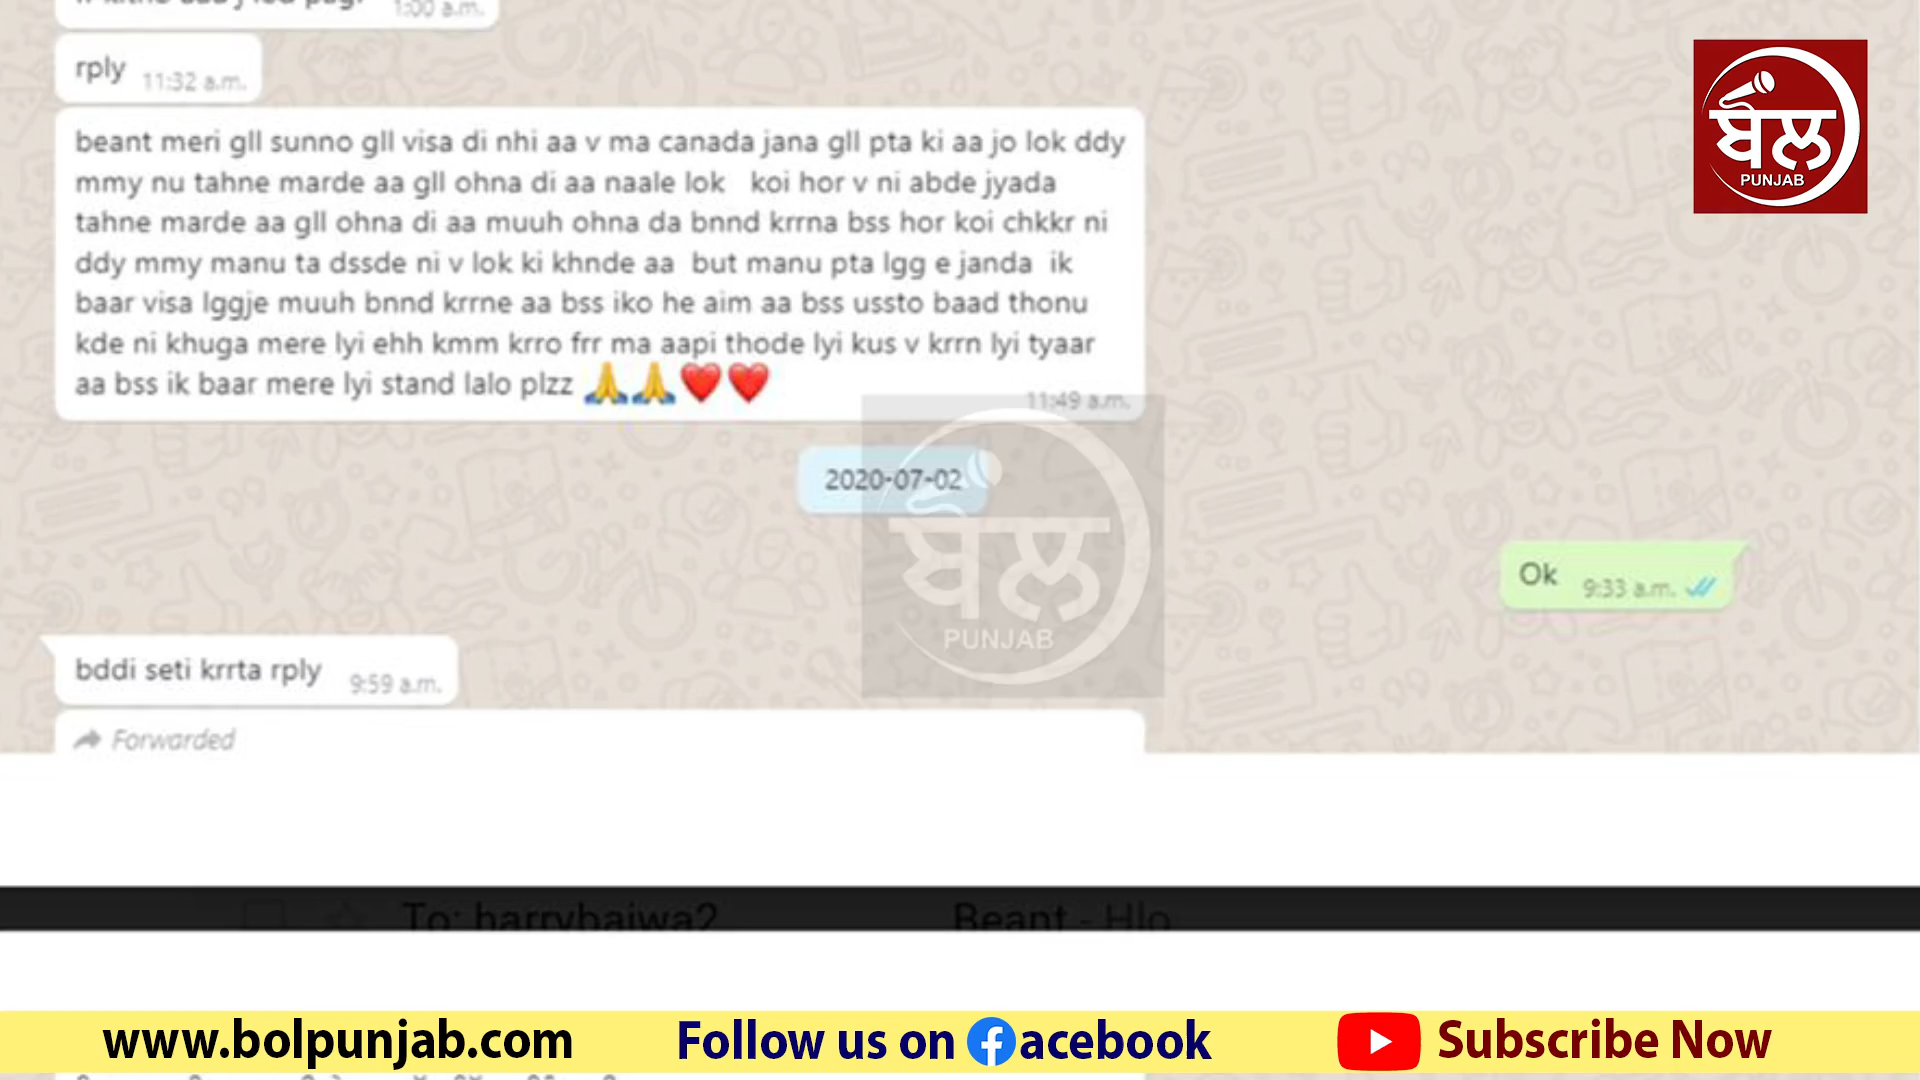 1:00 a.m.
rply 11:32 a.m.
beant meri gll sunno gll visa di nhi aa v ma canada jana gll pta ki aa jo lok ddy
mmy nu tahne marde aa gll ohna di aa naale lok koi hor v ni abde jyada
tahne marde aa gll ohna di aa muuh ohna da bnnd krrna bss hor koi chkkr ni
ddy mmy manu ta dssde ni v lok ki khnde aa but manu pta lgg e janda ik
baar visa lggje muuh bnnd krrne aa bss iko he aim aa bss ussto baad thonu
kde ni khuga mere lyi ehh kmm krro frr ma aapi thode lyi kus v krrn lyi tyaar
aa bss ik baar mere lyi stand lalo plzz 🙏🙏❤️❤️
11:49 a.m.
2020-07-02
Ok 9:33 a.m.
bddi seti krrta rply 9:59 a.m.
Forwarded
ਬੋਲ
PUNJAB
ਬੋਲ
PUNJAB
To: harrybajwa2 Beant - Hlo
www.bolpunjab.com Follow us on facebook Subscribe Now